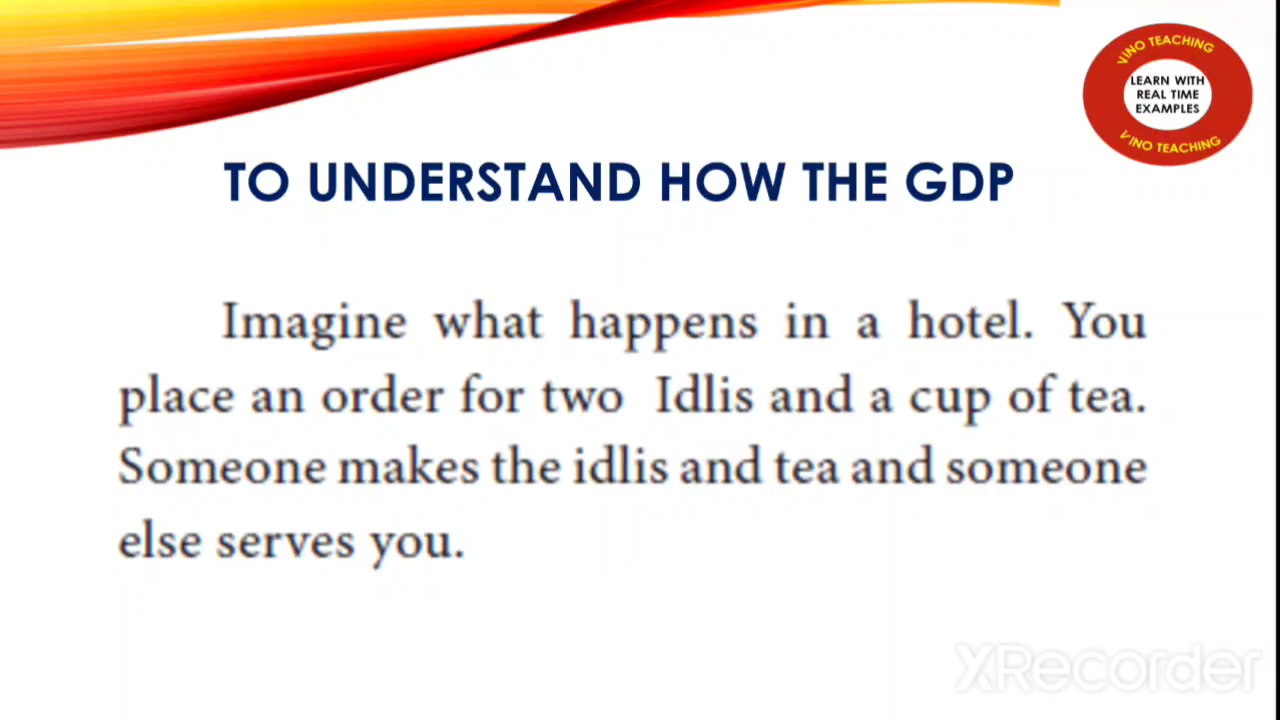 VINO TEACHING
LEARN WITH
REAL TIME
EXAMPLES
VINO TEACHING
TO UNDERSTAND HOW THE GDP
Imagine what happens in a hotel. You
place an order for two Idlis and a cup of tea.
Someone makes the idlis and tea and someone
else serves you.
XRecorder